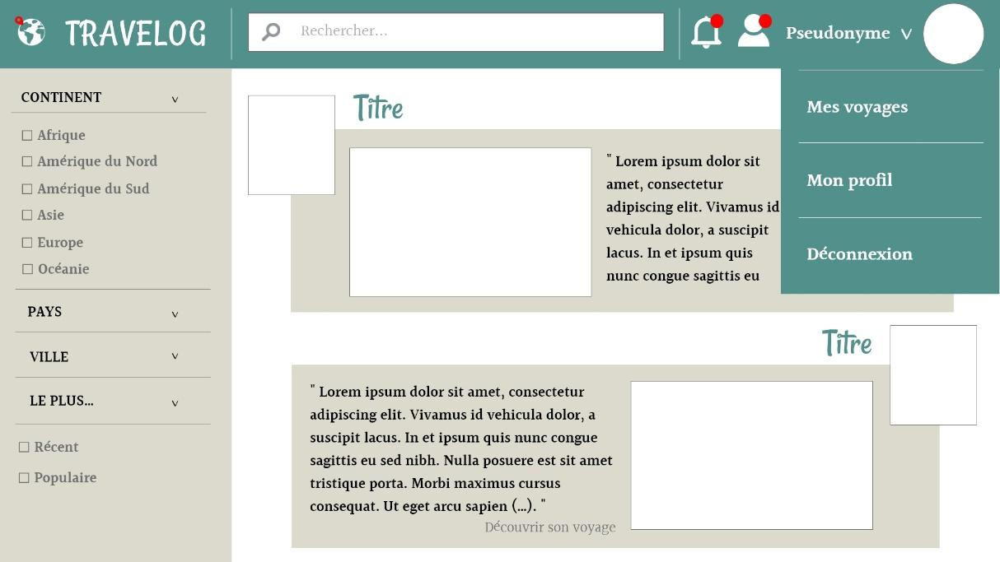 TRAVELOG
Rechercher...
Pseudonyme V
Mes voyages
Mon profil
Déconnexion
CONTINENT V
Afrique
Amérique du Nord
Amérique du Sud
Asie
Europe
Océanie
PAYS V
VILLE V
LE PLUS... V
Récent
Populaire
Titre
" Lorem ipsum dolor sit
amet, consectetur
adipiscing elit. Vivamus id
vehicula dolor, a suscipit
lacus. In et ipsum quis
nunc congue sagittis eu
Titre
" Lorem ipsum dolor sit amet, consectetur
adipiscing elit. Vivamus id vehicula dolor, a
suscipit lacus. In et ipsum quis nunc congue
sagittis eu sed nibh. Nulla posuere est sit amet
tristique porta. Morbi maximus cursus
consequat. Ut eget arcu sapien (...). "
Découvrir son voyage